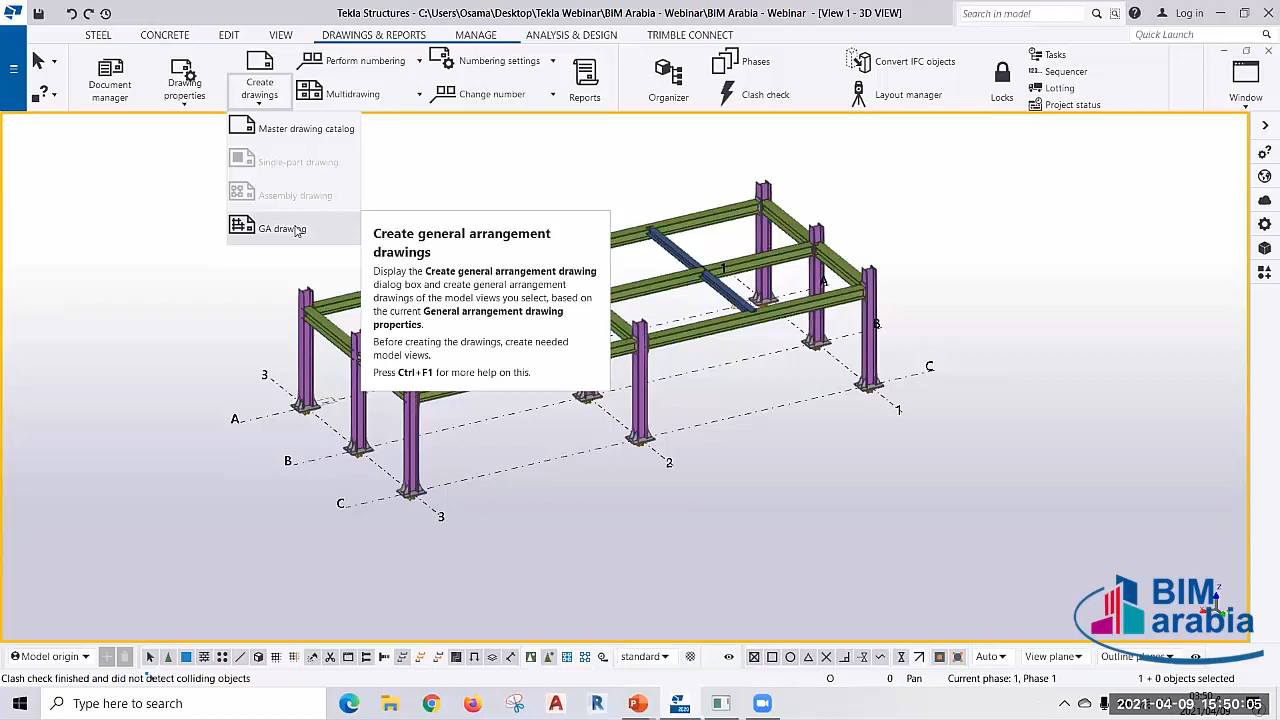 Tekla Structures - C:\Users\Osama\Desktop\Tekla Webinar\BIM Arabia - Webinar\BIM Arabia - Webinar - [View 1 - 3D VIEW]
Search in model
Log in
STEEL
CONCRETE
EDIT
VIEW
DRAWINGS & REPORTS
MANAGE
ANALYSIS & DESIGN
TRIMBLE CONNECT
Quick Launch
Document manager
Drawing properties
Create drawings
Perform numbering
Multidrawing
Numbering settings
Change number
Reports
Organizer
Phases
Clash check
Convert IFC objects
Layout manager
Locks
Tasks
Sequencer
Lotting
Project status
Window
Master drawing catalog
Single-part drawing
Assembly drawing
GA drawing
Create general arrangement
drawings
Display the Create general arrangement drawing
dialog box and create general arrangement
drawings of the model views you select, based on
the current General arrangement drawing
properties.
Before creating the drawings, create needed
model views.
Press Ctrl+F1 for more help on this.
1
A
B
C
1
3
A
B
2
C
3
BIM
arabia
Z
Model origin
standard
Auto
View plane
Outline planes
Clash check finished and did not detect colliding objects
O
0
Pan
Current phase: 1, Phase 1
1 + 0 objects selected
Type here to search
03:50
2021-04-09 15:50:05